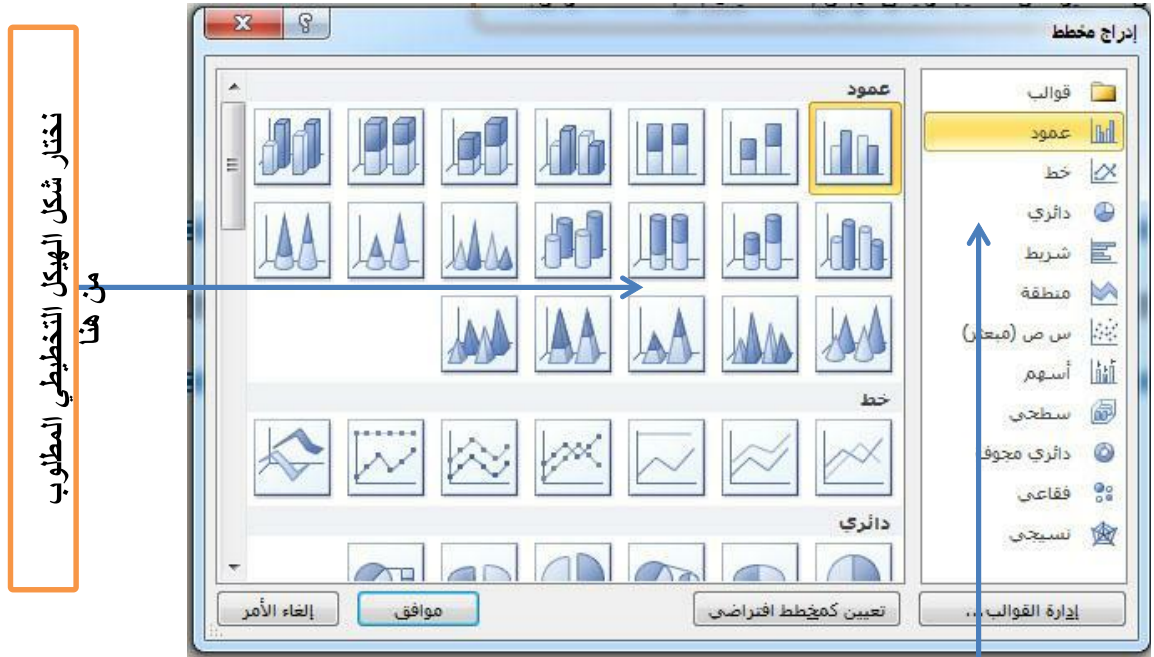 إدراج مخطط
قوالب
عمود
خط
دائري
شريط
منطقة
س ص (مبعثر)
أسهم
سطحي
دائري مجوف
فقاعي
نسيجي
إدارة القوالب...
عمود
خط
دائري
تعيين كمخطط افتراضي
موافق
إلغاء الأمر
نختار شكل الهيكل التخطيطي المطلوب
من هنا